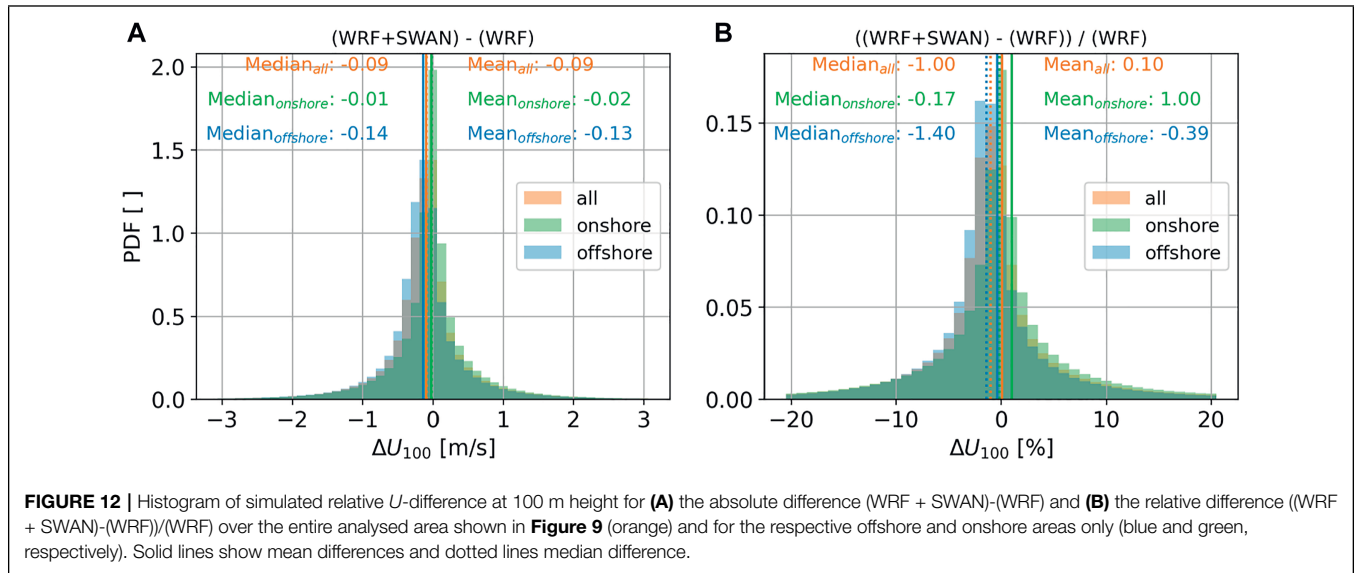 A
(WRF+SWAN) - (WRF)
Median_all: -0.09
Mean_all: -0.09
Median_onshore: -0.01
Mean_onshore: -0.02
Median_offshore: -0.14
Mean_offshore: -0.13
all
onshore
offshore
PDF [ ]
2.0
1.5
1.0
0.5
0.0
−3 −2 −1 0 1 2 3
ΔU_100 [m/s]
B
((WRF+SWAN) - (WRF)) / (WRF)
Median_all: -1.00
Mean_all: 0.10
Median_onshore: -0.17
Mean_onshore: 1.00
Median_offshore: -1.40
Mean_offshore: -0.39
all
onshore
offshore
0.15
0.10
0.05
0.00
−20 −10 0 10 20
ΔU_100 [%]
FIGURE 12 | Histogram of simulated relative U-difference at 100 m height for (A) the absolute difference (WRF + SWAN)-(WRF) and (B) the relative difference ((WRF
+ SWAN)-(WRF))/(WRF) over the entire analysed area shown in Figure 9 (orange) and for the respective offshore and onshore areas only (blue and green,
respectively). Solid lines show mean differences and dotted lines median difference.